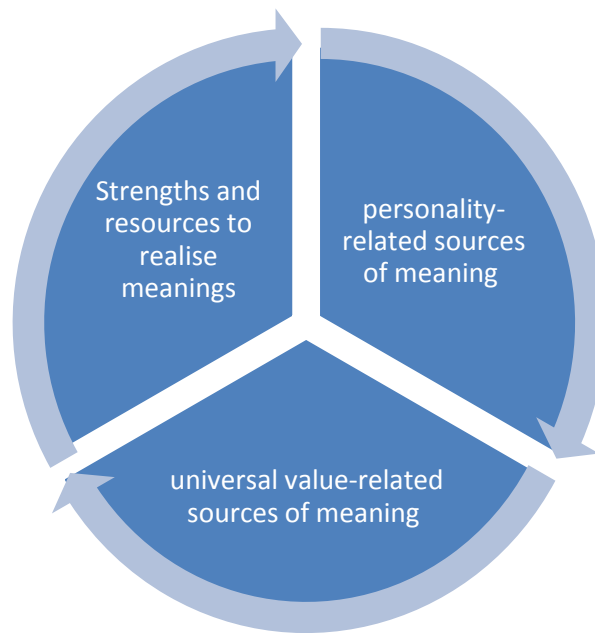 Strengths and
resources to
realise
meanings
personality-
related sources
of meaning
universal value-related
sources of meaning